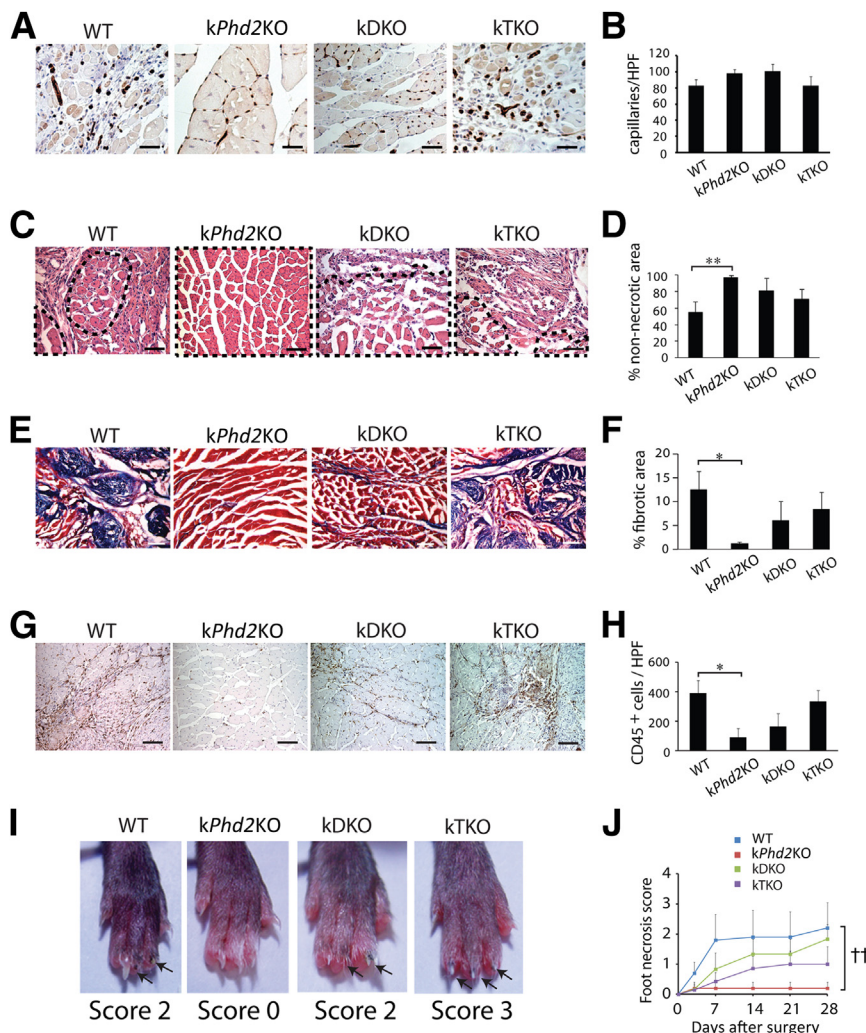 A
WT
kPhd2KO
kDKO
kTKO
B
capillaries/HPF
120
100
80
60
40
20
0
WT
kPhd2KO
kDKO
kTKO
C
WT
kPhd2KO
kDKO
kTKO
D
% non-necrotic area
100
80
60
40
20
0
WT
kPhd2KO
kDKO
kTKO
**
E
WT
kPhd2KO
kDKO
kTKO
F
% fibrotic area
20
15
10
5
0
WT
kPhd2KO
kDKO
kTKO
*
G
WT
kPhd2KO
kDKO
kTKO
H
CD45+ cells / HPF
600
400
200
0
WT
kPhd2KO
kDKO
kTKO
*
I
WT
kPhd2KO
kDKO
kTKO
Score 2
Score 0
Score 2
Score 3
J
WT
kPhd2KO
kDKO
kTKO
Foot necrosis score
4
3
2
1
0
0
7
14
21
28
Days after surgery
††